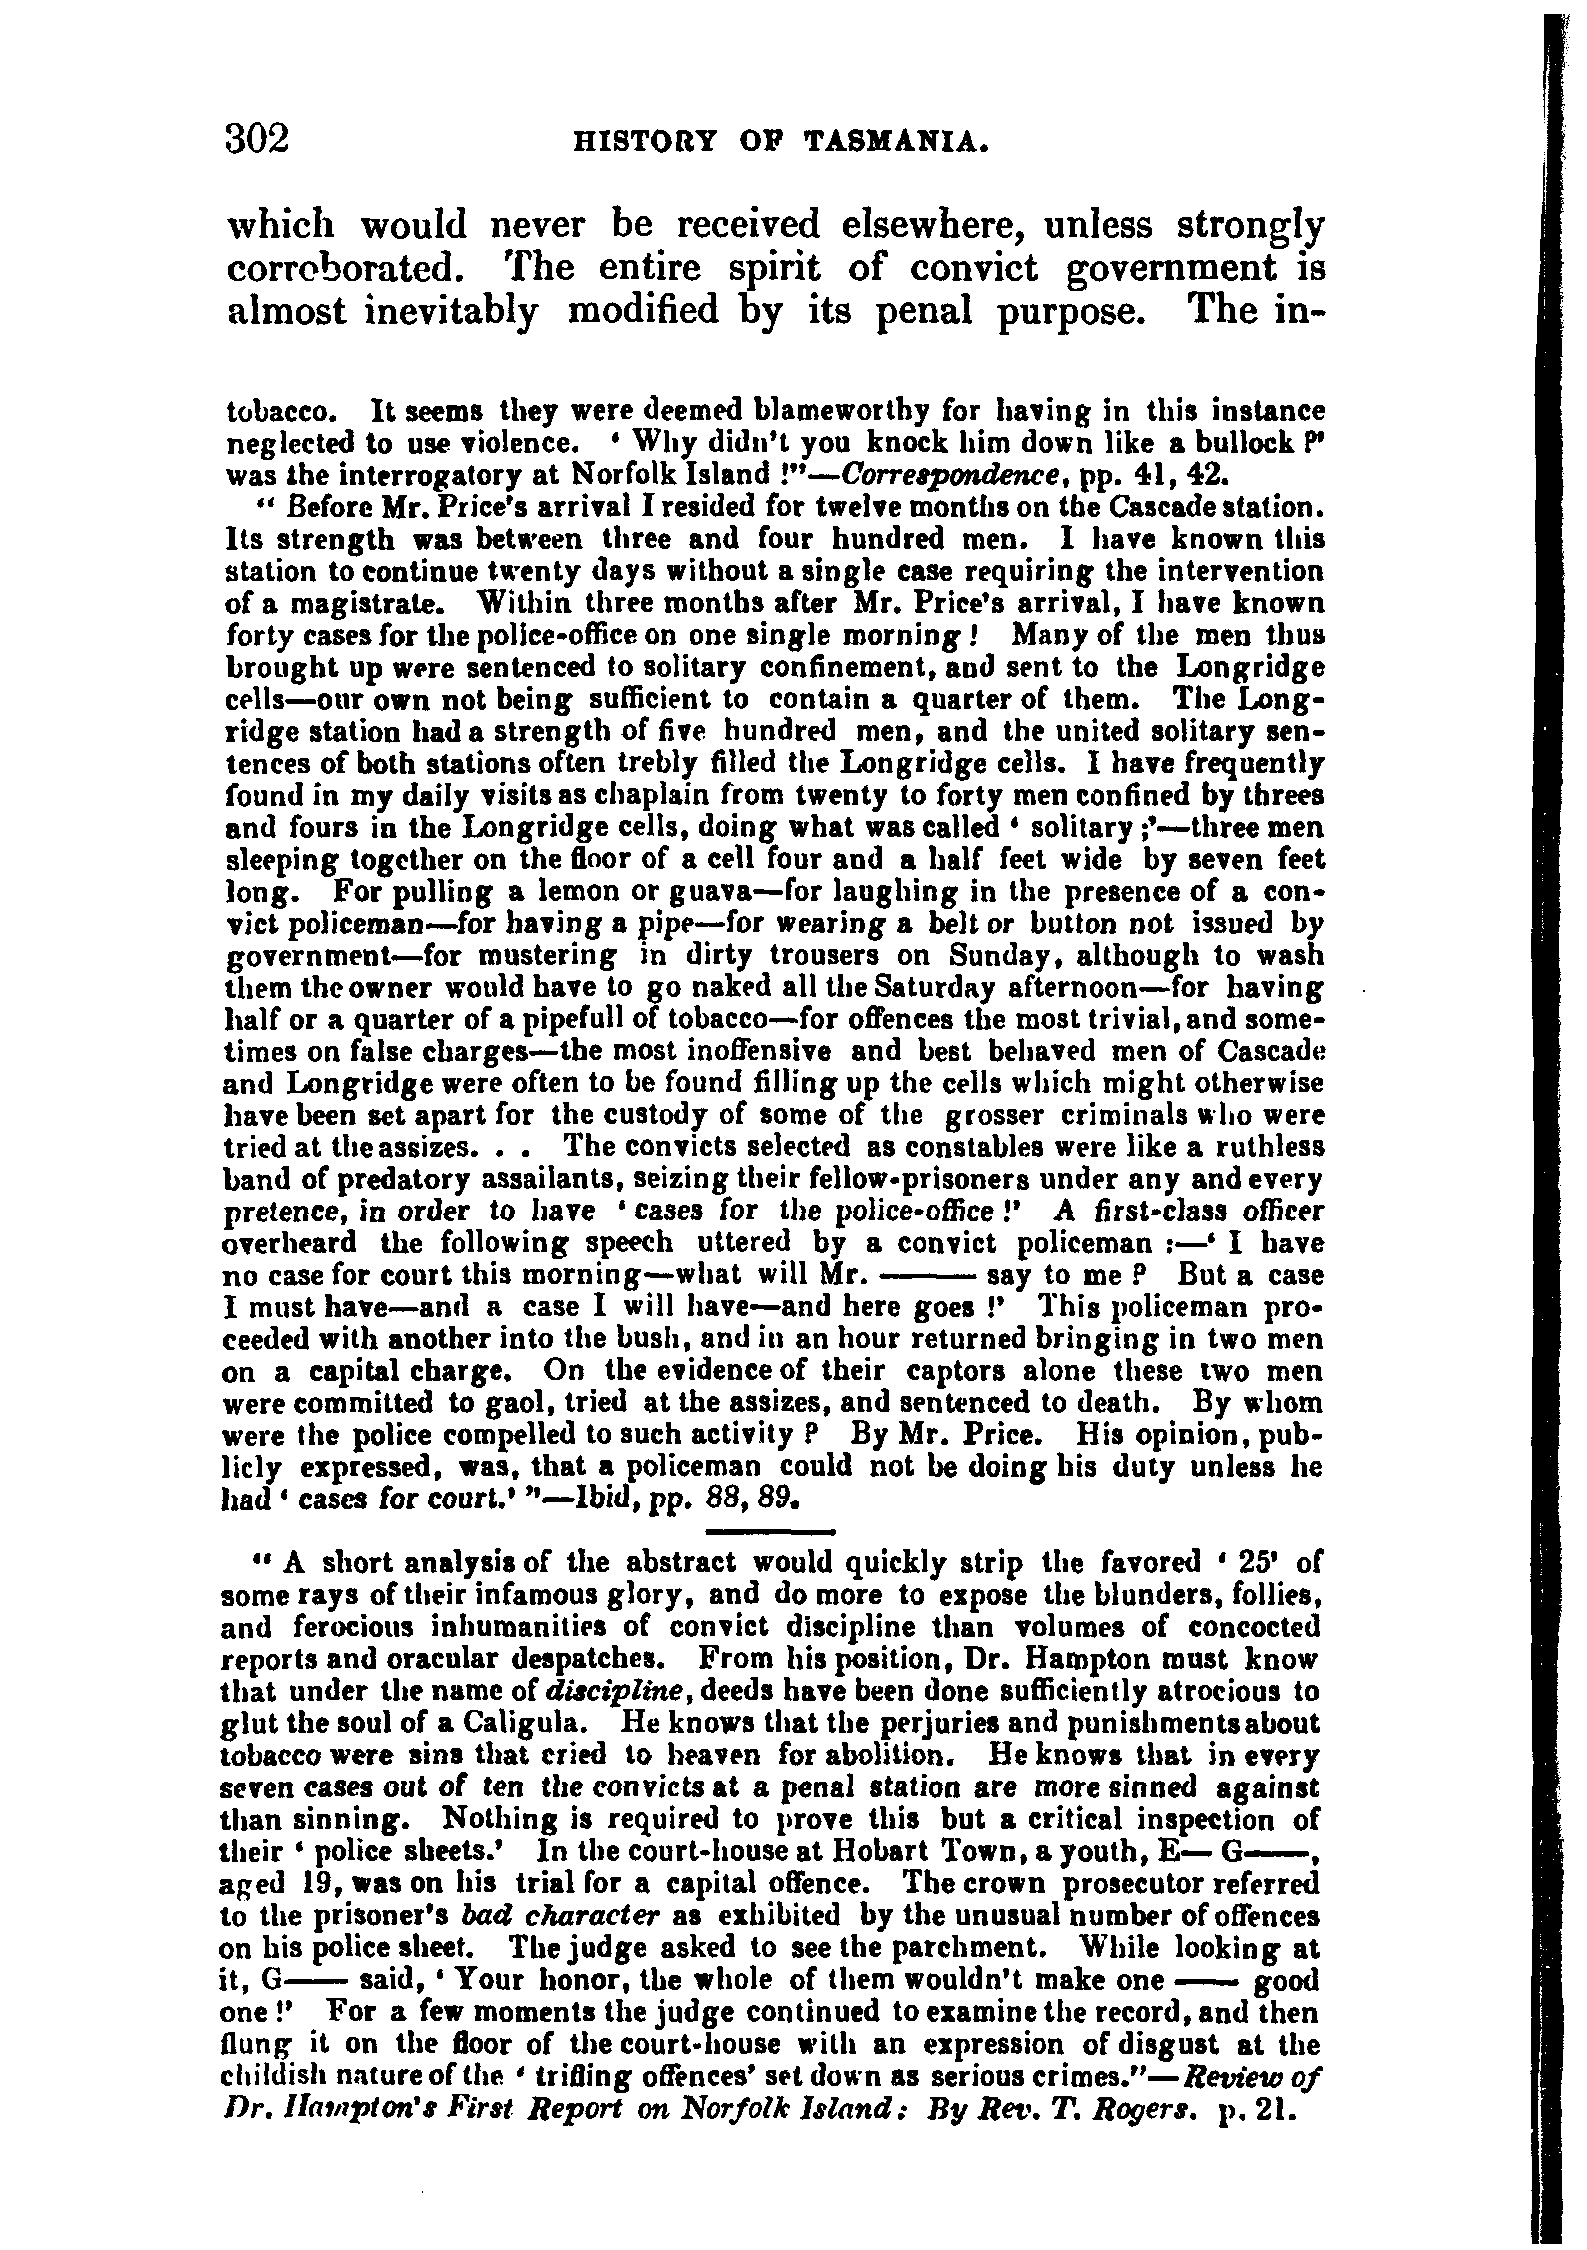 302 HISTORY OF TASMANIA.
which would never be received elsewhere, unless strongly
corroborated. The entire spirit of convict government is
almost inevitably modified by its penal purpose. The in-
tobacco. It seems they were deemed blameworthy for having in this instance
neglected to use violence. ‘ Why didn’t you knock him down like a bullock ?’
was the interrogatory at Norfolk Island !”—Correspondence, pp. 41, 42.
“ Before Mr. Price’s arrival I resided for twelve months on the Cascade station.
Its strength was between three and four hundred men. I have known this
station to continue twenty days without a single case requiring the intervention
of a magistrate. Within three months after Mr. Price’s arrival, I have known
forty cases for the police-office on one single morning ! Many of the men thus
brought up were sentenced to solitary confinement, and sent to the Longridge
cells—our own not being sufficient to contain a quarter of them. The Long-
ridge station had a strength of five hundred men, and the united solitary sen-
tences of both stations often trebly filled the Longridge cells. I have frequently
found in my daily visits as chaplain from twenty to forty men confined by threes
and fours in the Longridge cells, doing what was called ‘ solitary ;’—three men
sleeping together on the floor of a cell four and a half feet wide by seven feet
long. For pulling a lemon or guava—for laughing in the presence of a con-
vict policeman—for having a pipe—for wearing a belt or button not issued by
government—for mustering in dirty trousers on Sunday, although to wash
them the owner would have to go naked all the Saturday afternoon—for having
half or a quarter of a pipefull of tobacco—for offences the most trivial, and some-
times on false charges—the most inoffensive and best behaved men of Cascade
and Longridge were often to be found filling up the cells which might otherwise
have been set apart for the custody of some of the grosser criminals who were
tried at the assizes. . . The convicts selected as constables were like a ruthless
band of predatory assailants, seizing their fellow-prisoners under any and every
pretence, in order to have ‘ cases for the police-office !’ A first-class officer
overheard the following speech uttered by a convict policeman :—‘ I have
no case for court this morning—what will Mr. ——— say to me ? But a case
I must have—and a case I will have—and here goes !’ This policeman pro-
ceeded with another into the bush, and in an hour returned bringing in two men
on a capital charge. On the evidence of their captors alone these two men
were committed to gaol, tried at the assizes, and sentenced to death. By whom
were the police compelled to such activity ? By Mr. Price. His opinion, pub-
licly expressed, was, that a policeman could not be doing his duty unless he
had ‘ cases for court.’ ”—Ibid, pp. 88, 89.
“ A short analysis of the abstract would quickly strip the favored ‘ 25’ of
some rays of their infamous glory, and do more to expose the blunders, follies,
and ferocious inhumanities of convict discipline than volumes of concocted
reports and oracular despatches. From his position, Dr. Hampton must know
that under the name of discipline, deeds have been done sufficiently atrocious to
glut the soul of a Caligula. He knows that the perjuries and punishments about
tobacco were sins that cried to heaven for abolition. He knows that in every
seven cases out of ten the convicts at a penal station are more sinned against
than sinning. Nothing is required to prove this but a critical inspection of
their ‘ police sheets.’ In the court-house at Hobart Town, a youth, E— G——,
aged 19, was on his trial for a capital offence. The crown prosecutor referred
to the prisoner’s bad character as exhibited by the unusual number of offences
on his police sheet. The judge asked to see the parchment. While looking at
it, G—— said, ‘ Your honor, the whole of them wouldn’t make one —— good
one !’ For a few moments the judge continued to examine the record, and then
flung it on the floor of the court-house with an expression of disgust at the
childish nature of the ‘ trifling offences’ set down as serious crimes.”—Review of
Dr. Hampton’s First Report on Norfolk Island: By Rev. T. Rogers. p. 21.